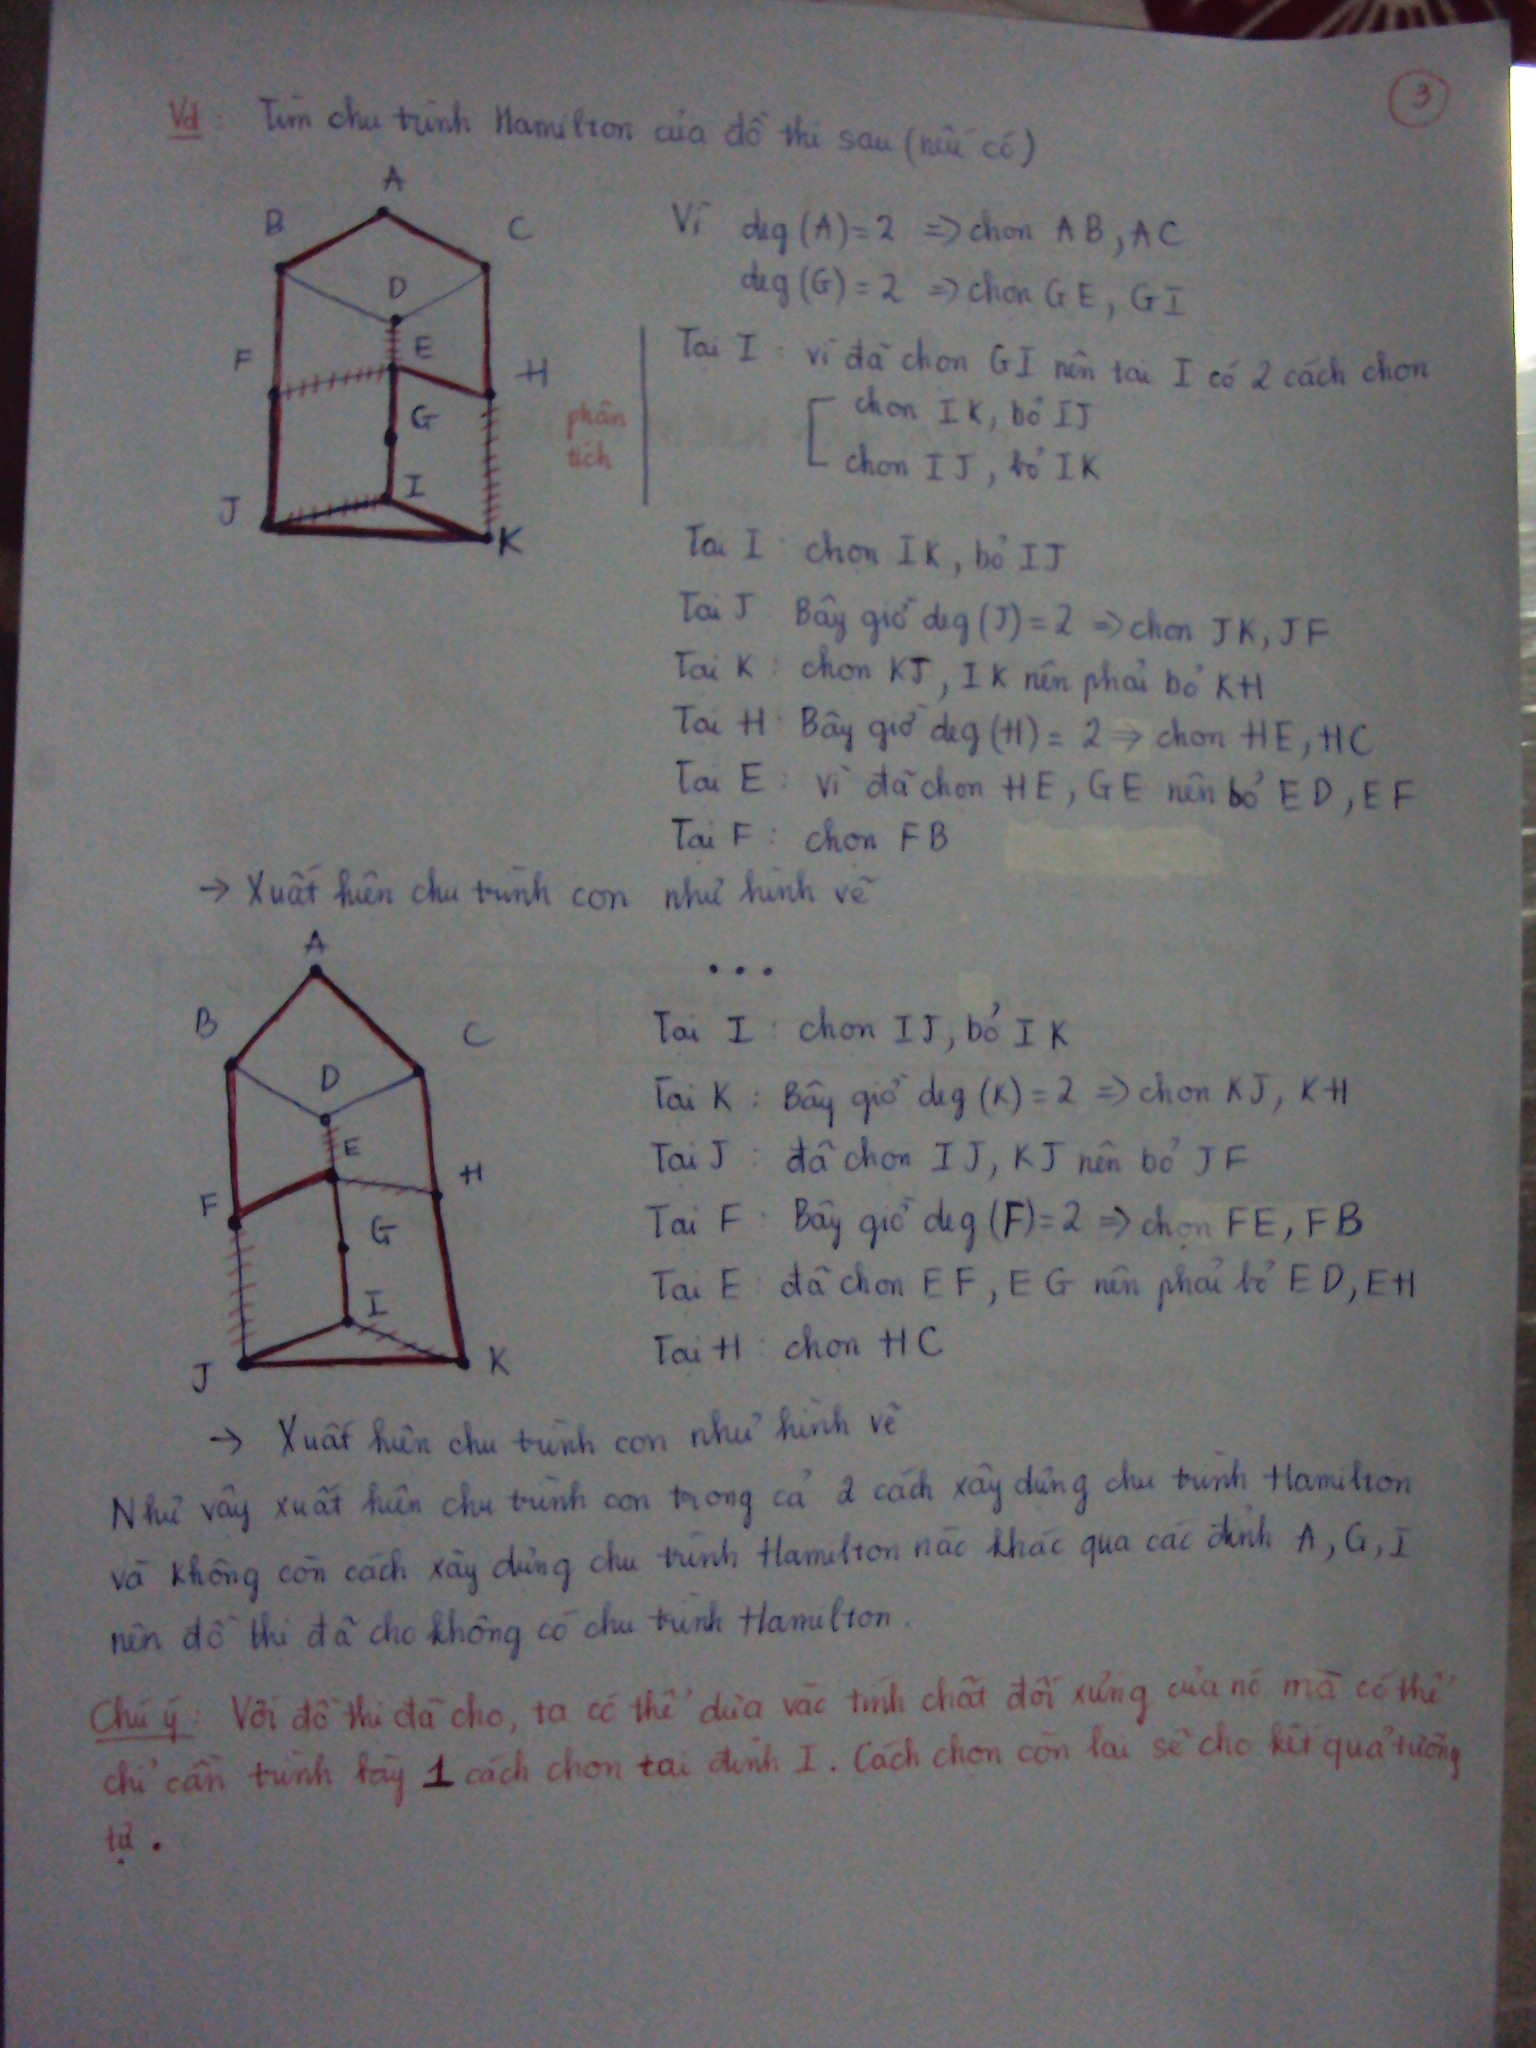 3
Vd : Tìm chu trình Hamilton của đồ thị sau (nếu có)
A
B
C
D
E
F
H
G
I
J
K
Vì deg (A) = 2 => chọn AB, AC
deg (G) = 2 => chọn GE, GI
phân tích
Tại I : vì đã chọn GI nên tại I có 2 cách chọn
chọn IK, bỏ IJ
chọn IJ, bỏ IK
Tại I : chọn IK, bỏ IJ
Tại J : Bây giờ deg (J) = 2 => chọn JK, JF
Tại K : chọn KJ, IK nên phải bỏ KH
Tại H : Bây giờ deg (H) = 2 => chọn HE, HC
Tại E : vì đã chọn HE, GE nên bỏ ED, EF
Tại F : chọn FB
→ Xuất hiện chu trình con như hình vẽ
...
A
B
C
D
E
F
H
G
I
J
K
Tại I : chọn IJ, bỏ IK
Tại K : Bây giờ deg (K) = 2 => chọn KJ, KH
Tại J : đã chọn IJ, KJ nên bỏ JF
Tại F : Bây giờ deg (F) = 2 => chọn FE, FB
Tại E : đã chọn EF, EG nên phải bỏ ED, EH
Tại H : chọn HC
→ Xuất hiện chu trình con như hình vẽ
Như vậy xuất hiện chu trình con trong cả 2 cách xây dựng chu trình Hamilton
và không còn cách xây dựng chu trình Hamilton nào khác qua các đỉnh A, G, I
nên đồ thị đã cho không có chu trình Hamilton.
Chú ý : Với đồ thị đã cho, ta có thể dựa vào tính chất đối xứng của nó mà có thể
chỉ cần trình bày 1 cách chọn tại đỉnh I. Cách chọn còn lại sẽ cho kết quả tương
tự.